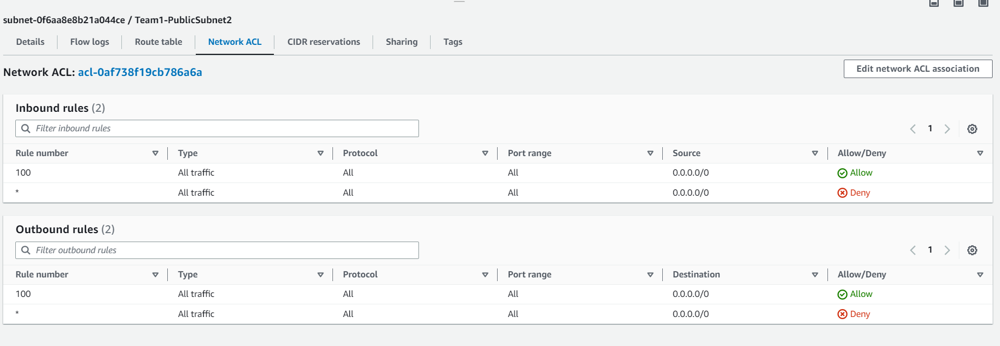 subnet-0f6aa8e8b21a044ce / Team1-PublicSubnet2
Details Flow logs Route table Network ACL CIDR reservations Sharing Tags
Network ACL: acl-0af738f19cb786a6a Edit network ACL association
Inbound rules (2)
Filter inbound rules 1
Rule number Type Protocol Port range Source Allow/Deny
100 All traffic All All 0.0.0.0/0 Allow
* All traffic All All 0.0.0.0/0 Deny
Outbound rules (2)
Filter outbound rules 1
Rule number Type Protocol Port range Destination Allow/Deny
100 All traffic All All 0.0.0.0/0 Allow
* All traffic All All 0.0.0.0/0 Deny